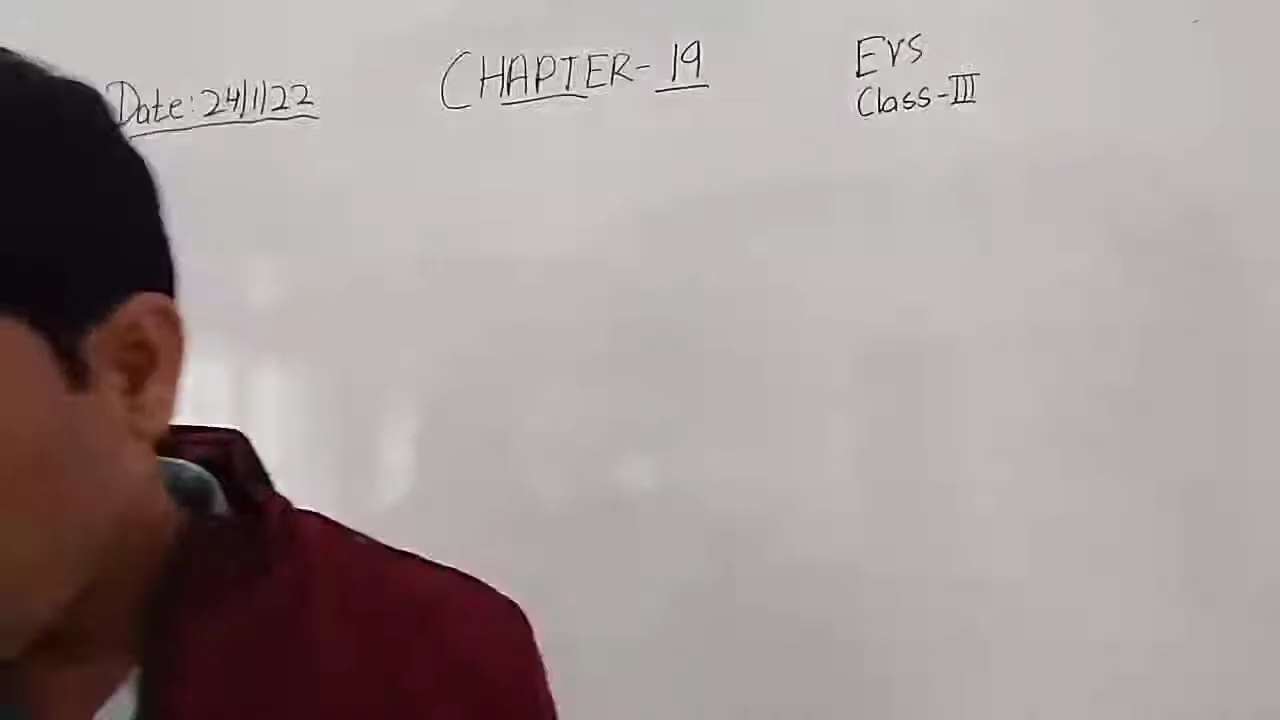 Date: 24/1/22
CHAPTER- 19
EVS
Class-III